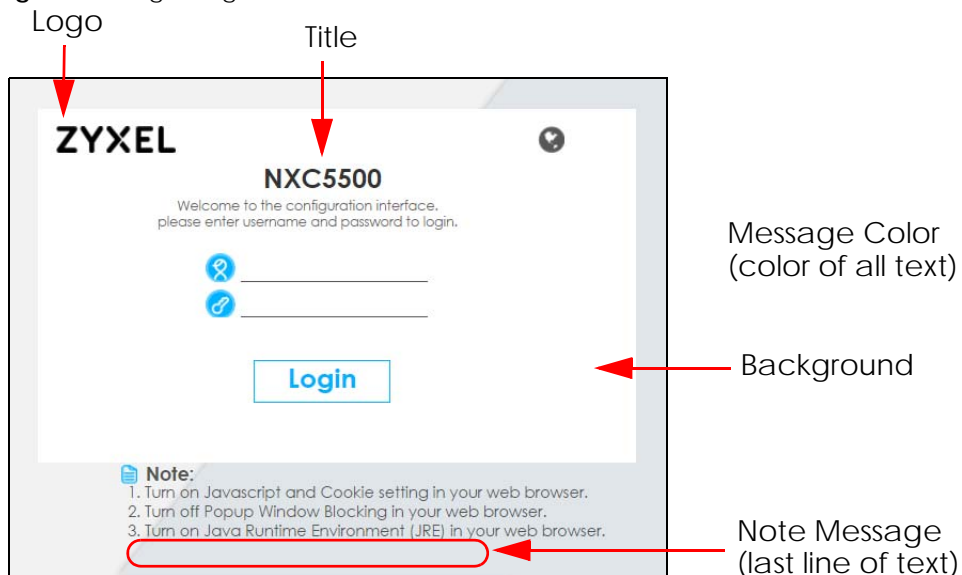 Logo
Title
ZYXEL
NXC5500
Welcome to the configuration interface.
please enter username and password to login.
Message Color
(color of all text)
Background
Login
Note:
1. Turn on Javascript and Cookie setting in your web browser.
2. Turn off Popup Window Blocking in your web browser.
3. Turn on Java Runtime Environment (JRE) in your web browser.
Note Message
(last line of text)